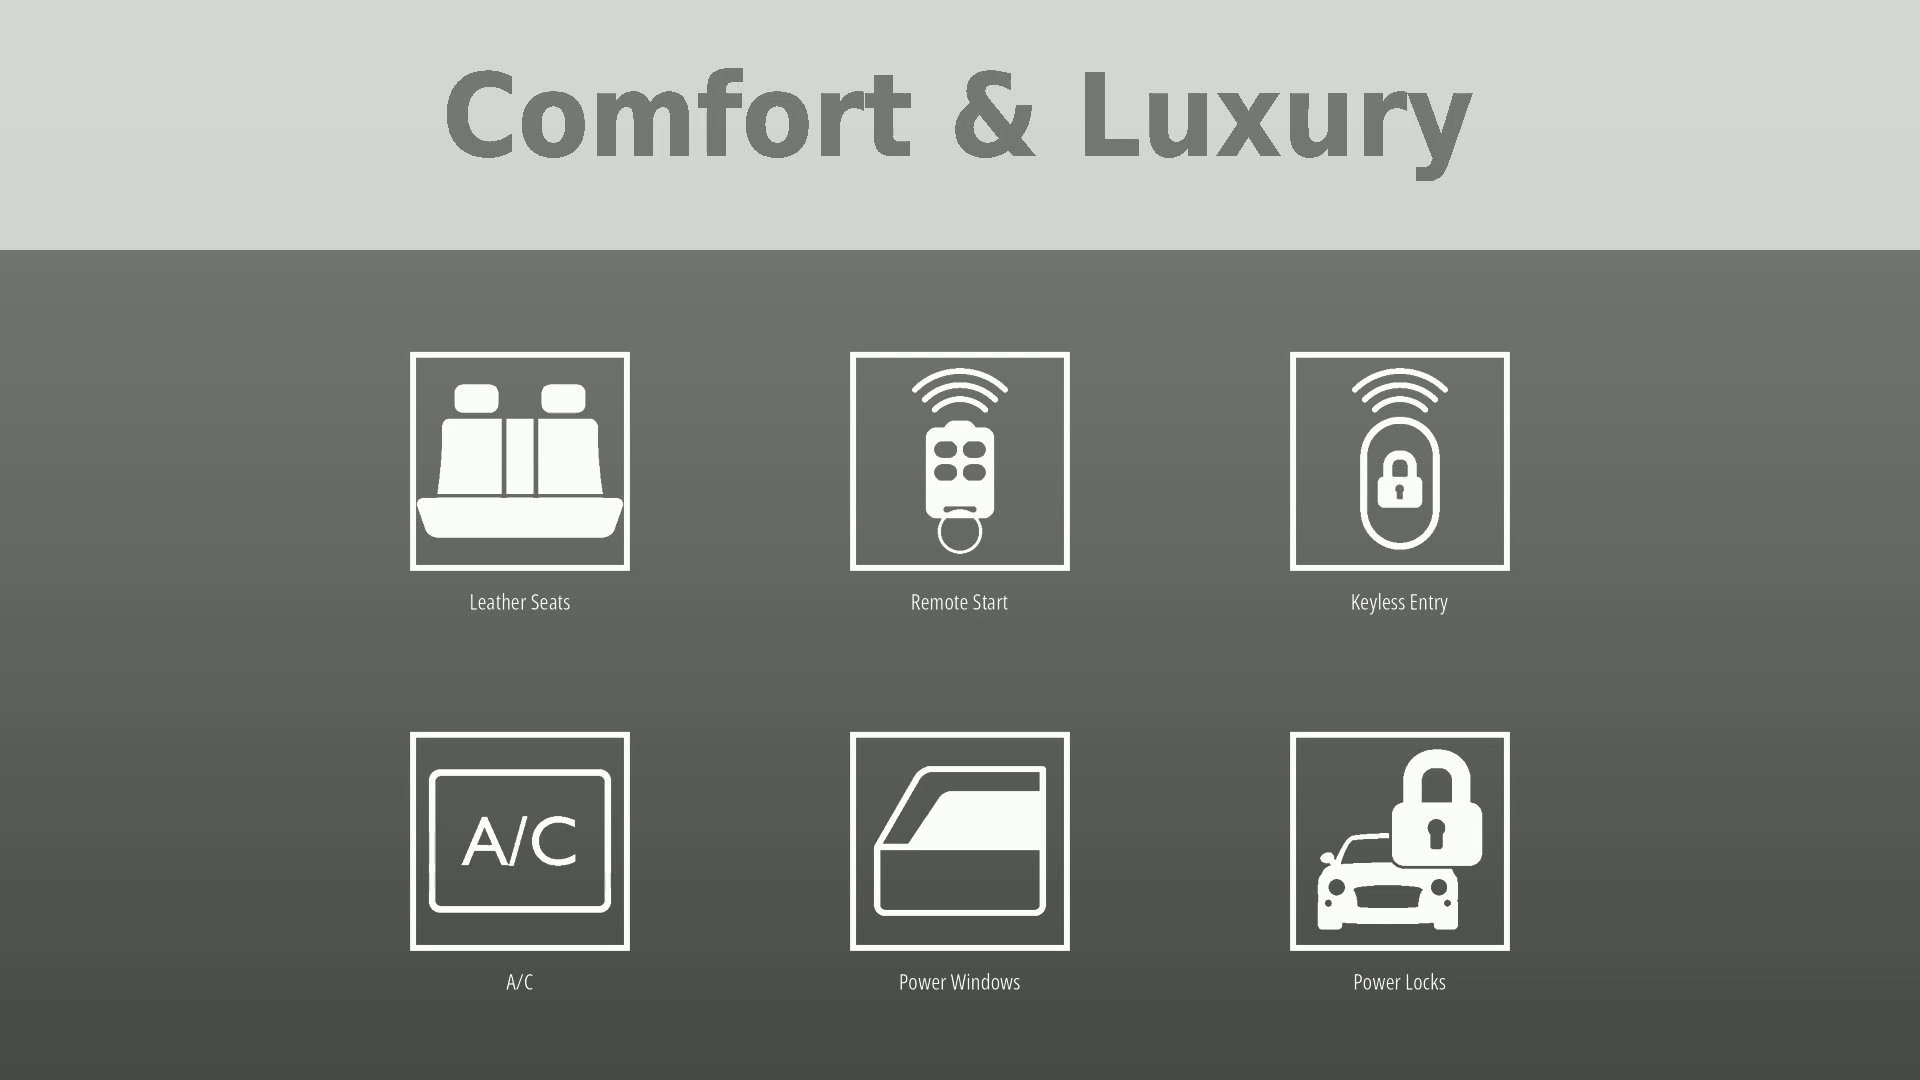 Comfort & Luxury
Leather Seats
Remote Start
Keyless Entry
A/C
A/C
Power Windows
Power Locks